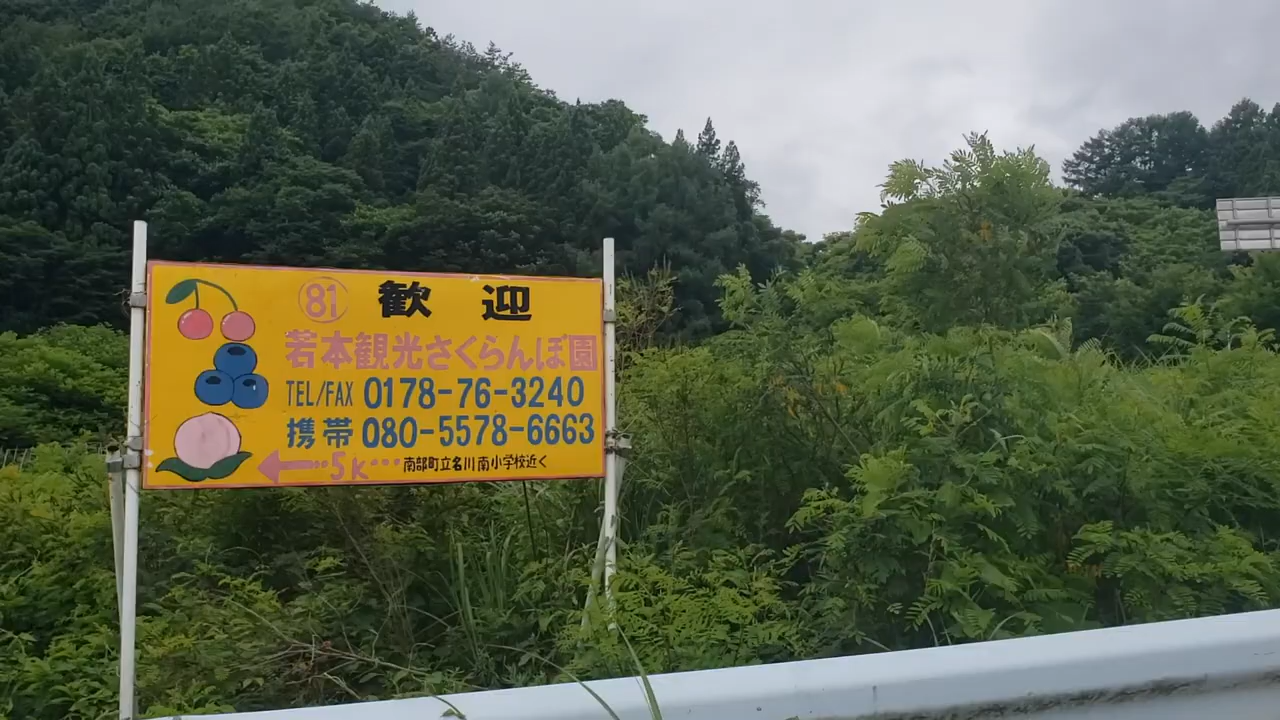 81 歓迎
若本観光さくらんぼ園
TEL/FAX 0178-76-3240
携帯 080-5578-6663
5K… 南部町立名川南小学校近く